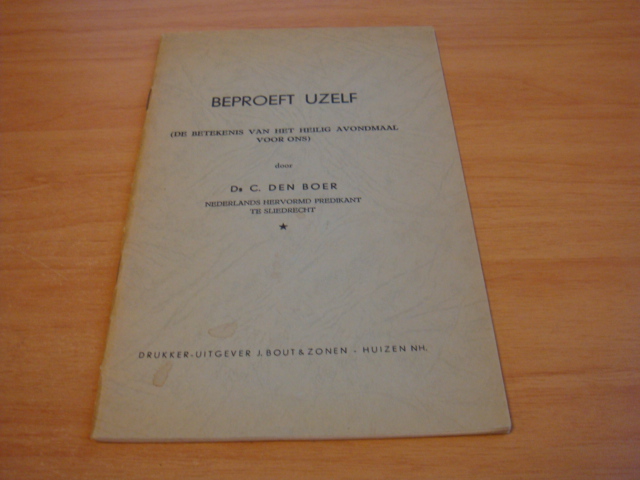 BEPROEFT UZELF
(DE BETEKENIS VAN HET HEILIG AVONDMAAL
VOOR ONS)
door
Ds C. DEN BOER
NEDERLANDS HERVORMD PREDIKANT
TE SLIEDRECHT
DRUKKER-UITGEVER J. BOUT & ZONEN - HUIZEN NH.